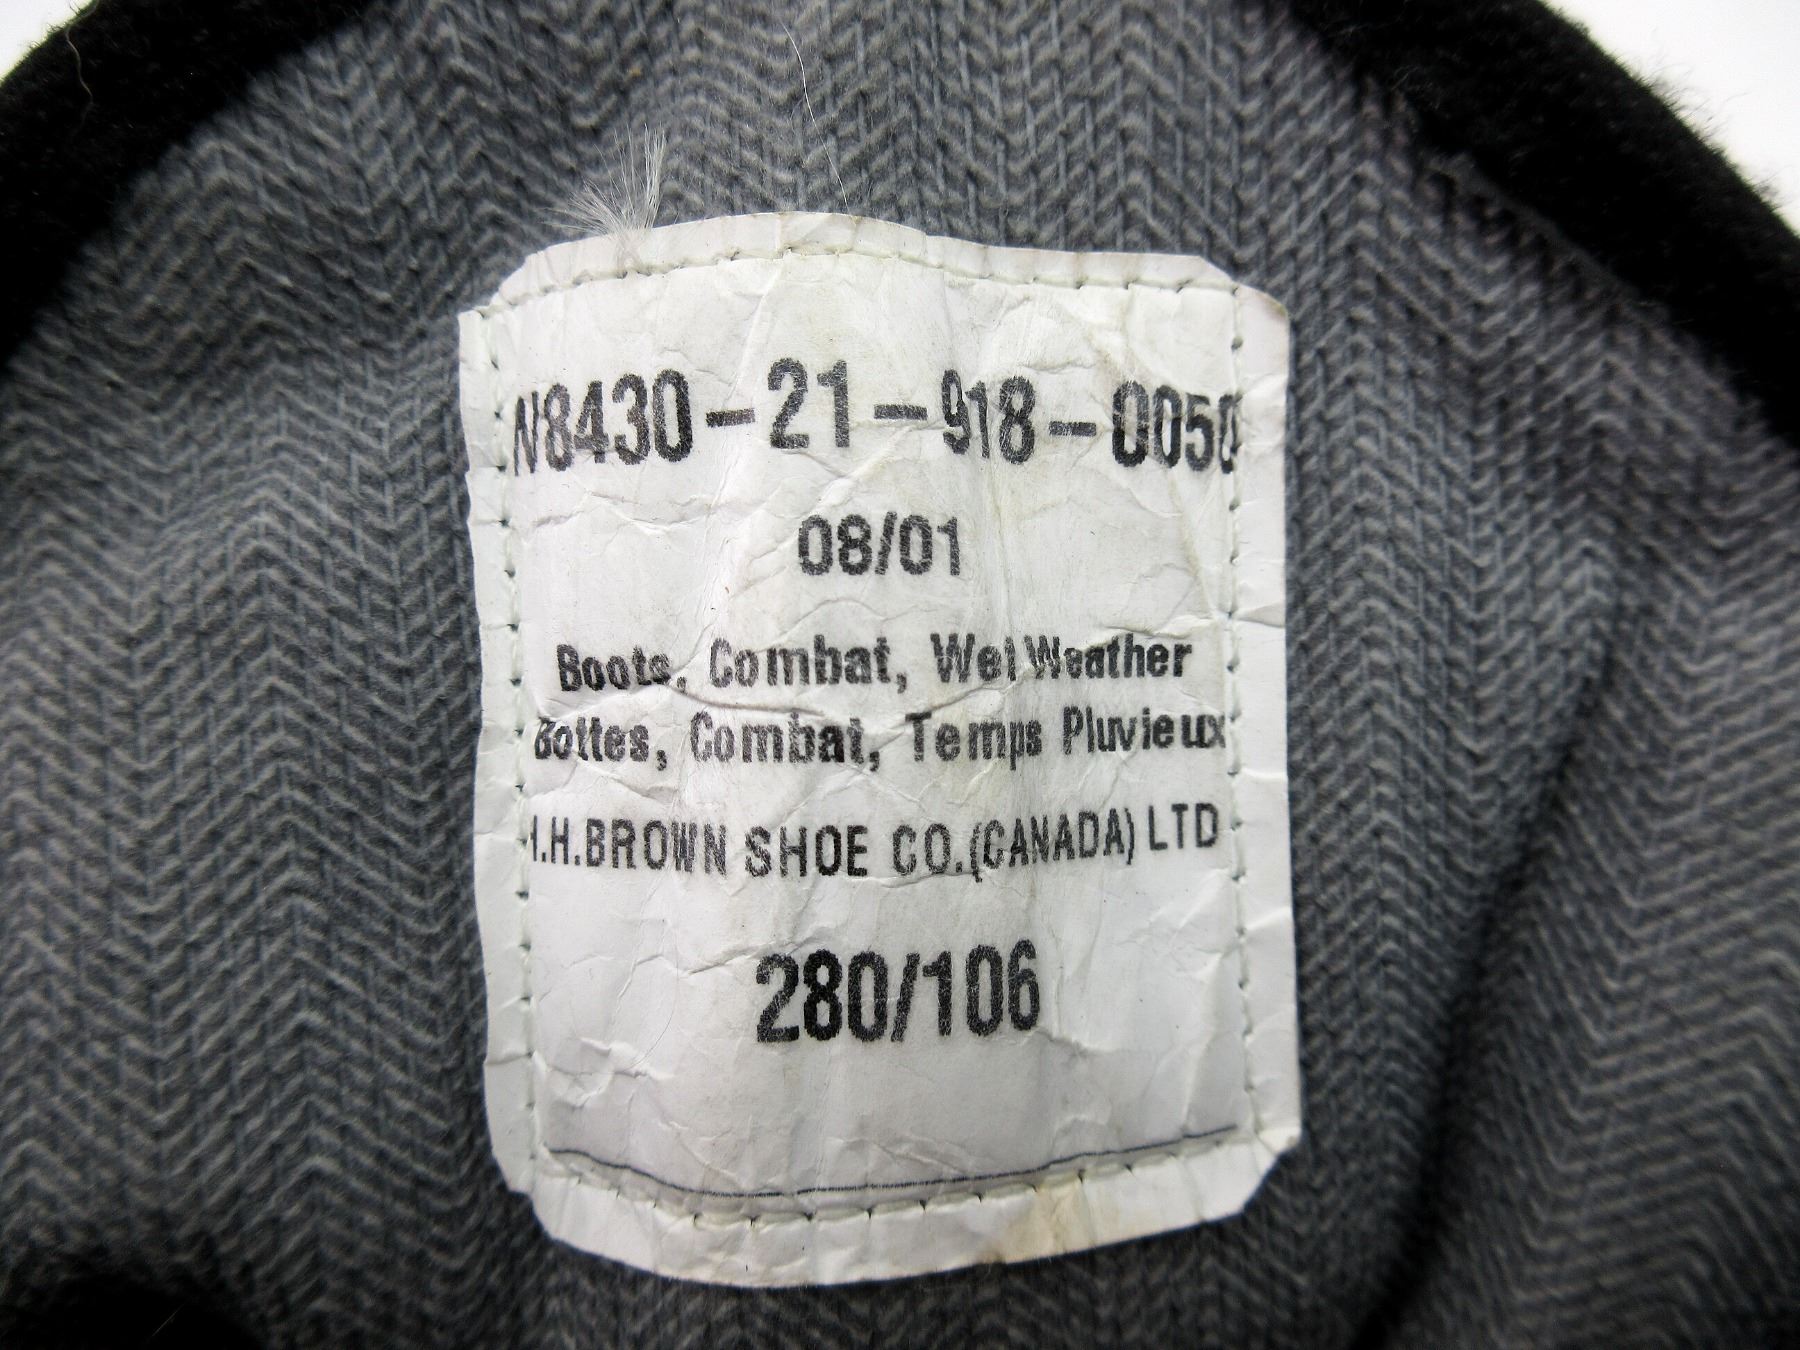 N8430-21-918-0050
08/01
Boots, Combat, Wet Weather
Bottes, Combat, Temps Pluvieux
H.H.BROWN SHOE CO.(CANADA) LTD
280/106